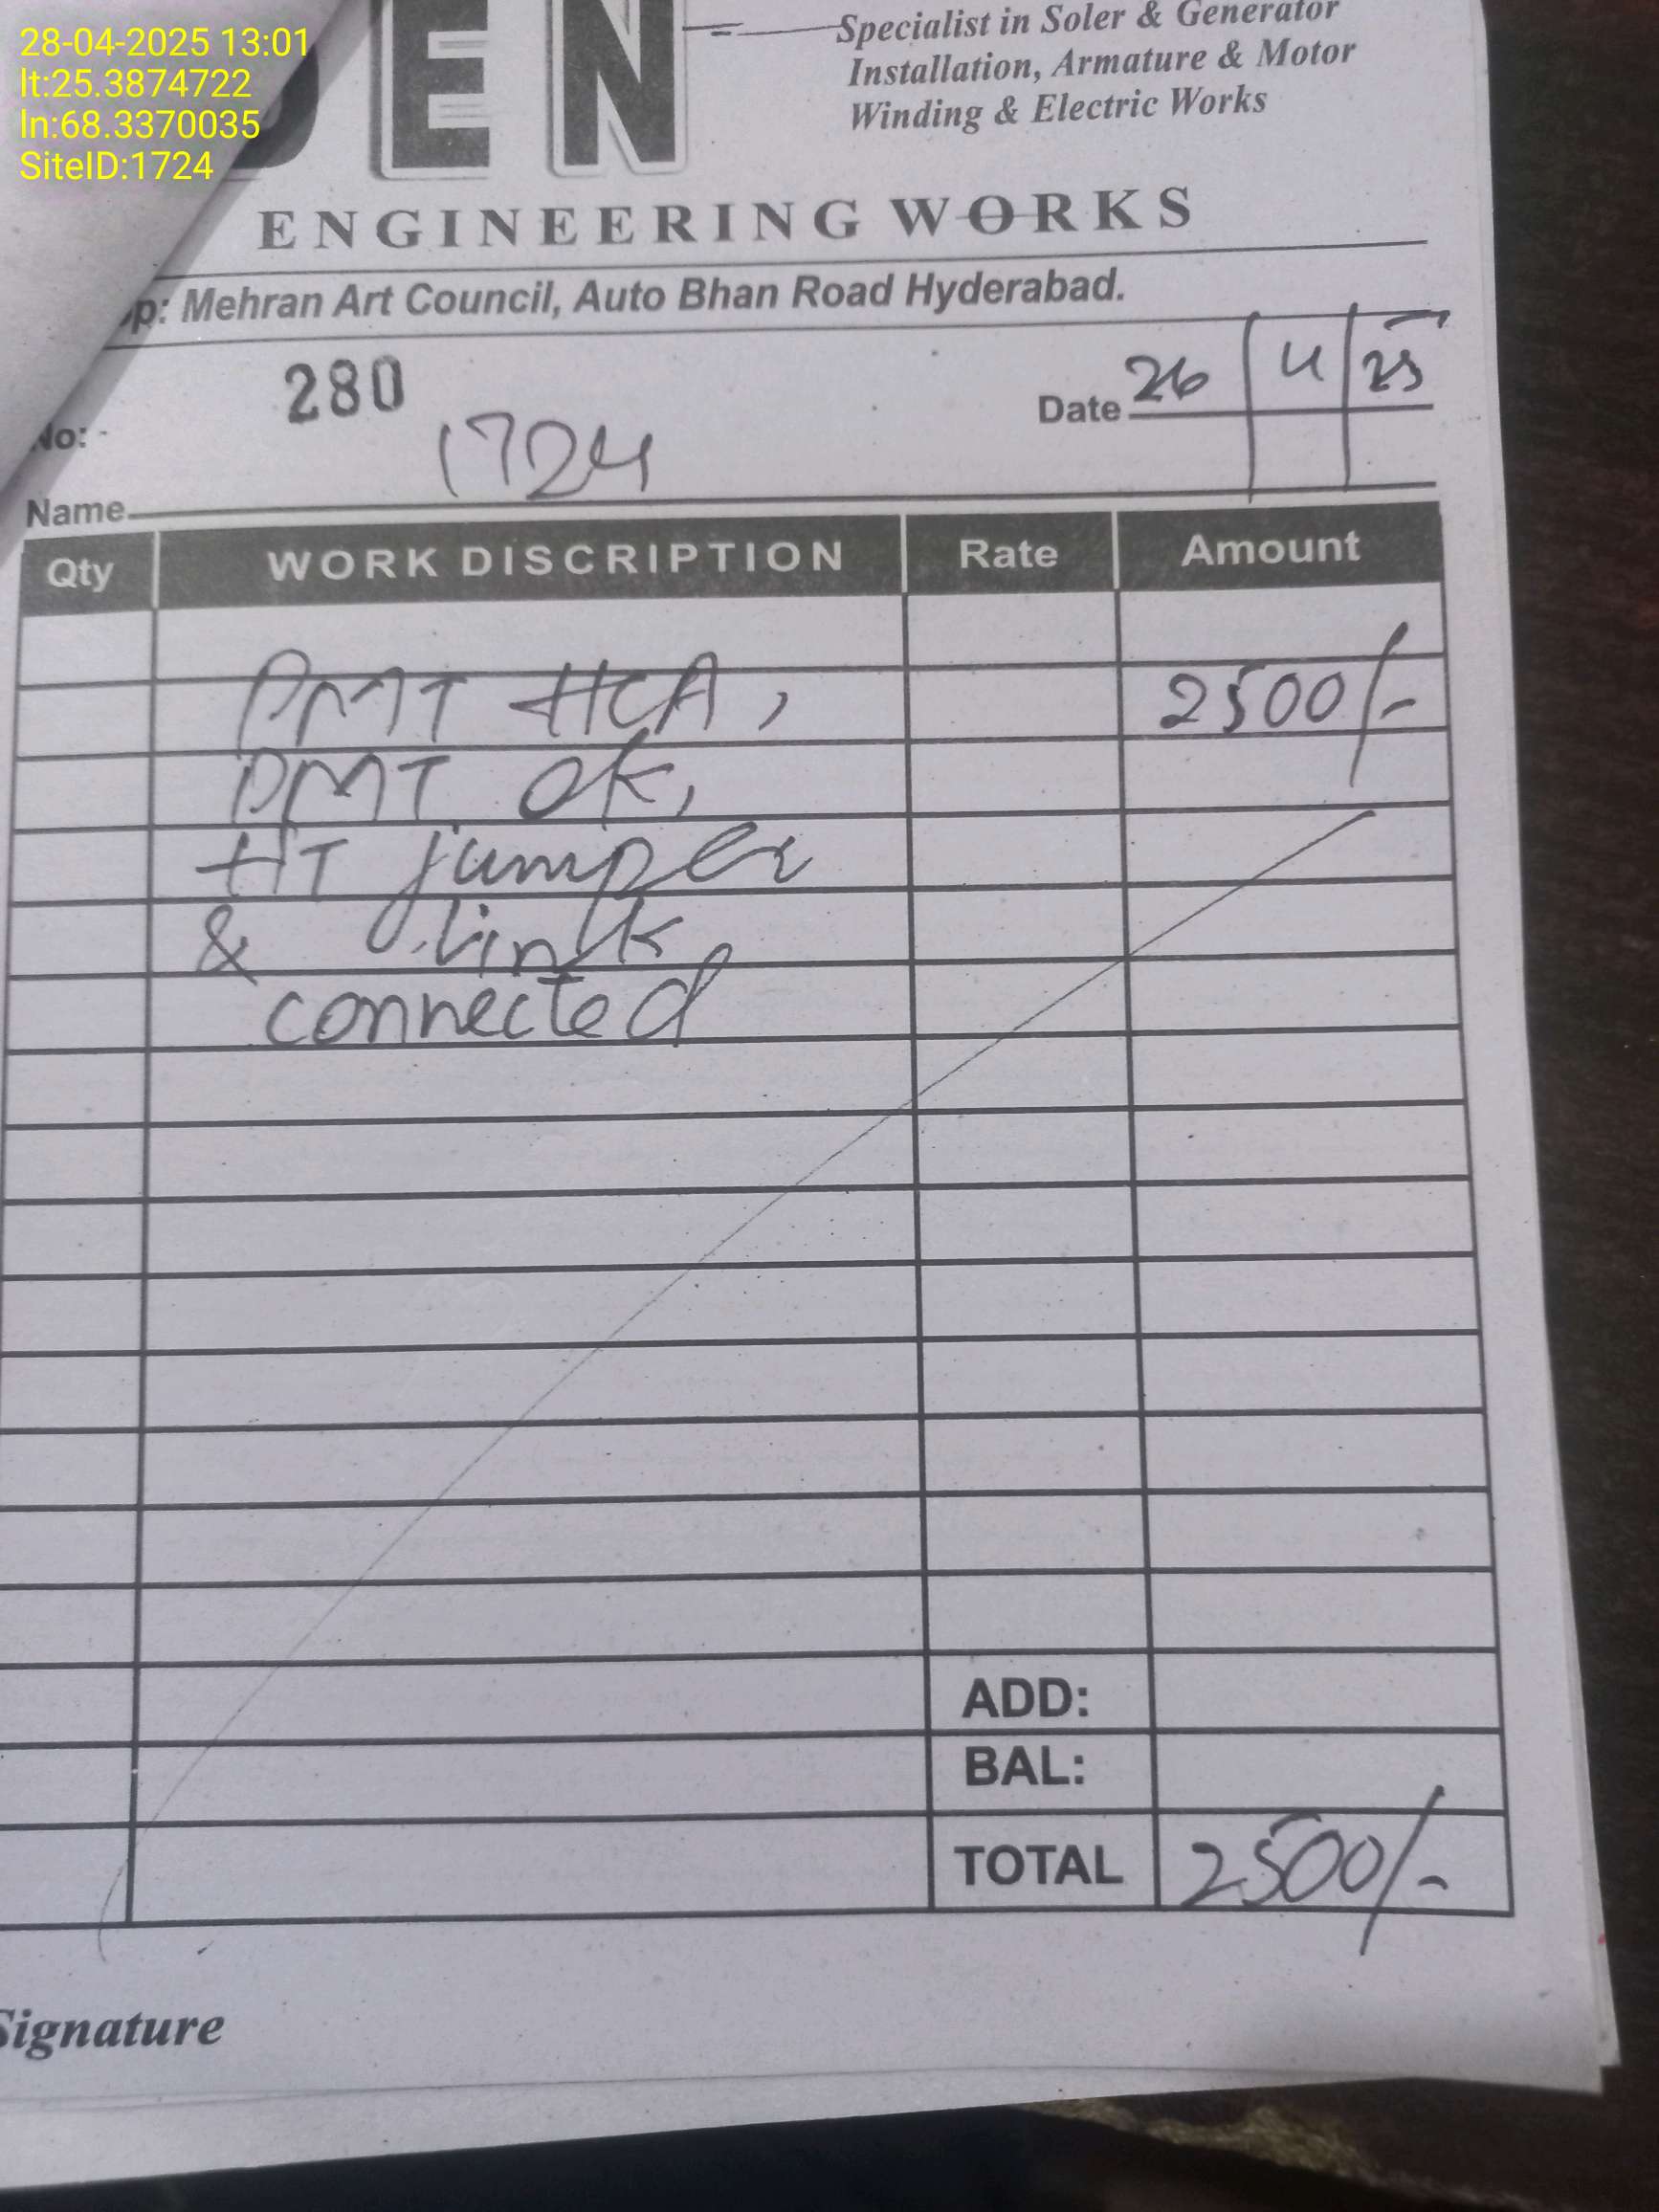 28-04-2025 13:01
lt:25.3874722
ln:68.3370035
SiteID:1724
Specialist in Soler & Generator
Installation, Armature & Motor
Winding & Electric Works
EN
ENGINEERING WORKS
p: Mehran Art Council, Auto Bhan Road Hyderabad.
No: - 280
Date 26 4 25
1724
Name
Qty WORK DISCRIPTION Rate Amount
PMT HCA, 2500/-
PMT ok,
HT jumper
& link
connected
ADD:
BAL:
TOTAL 2500/-
Signature